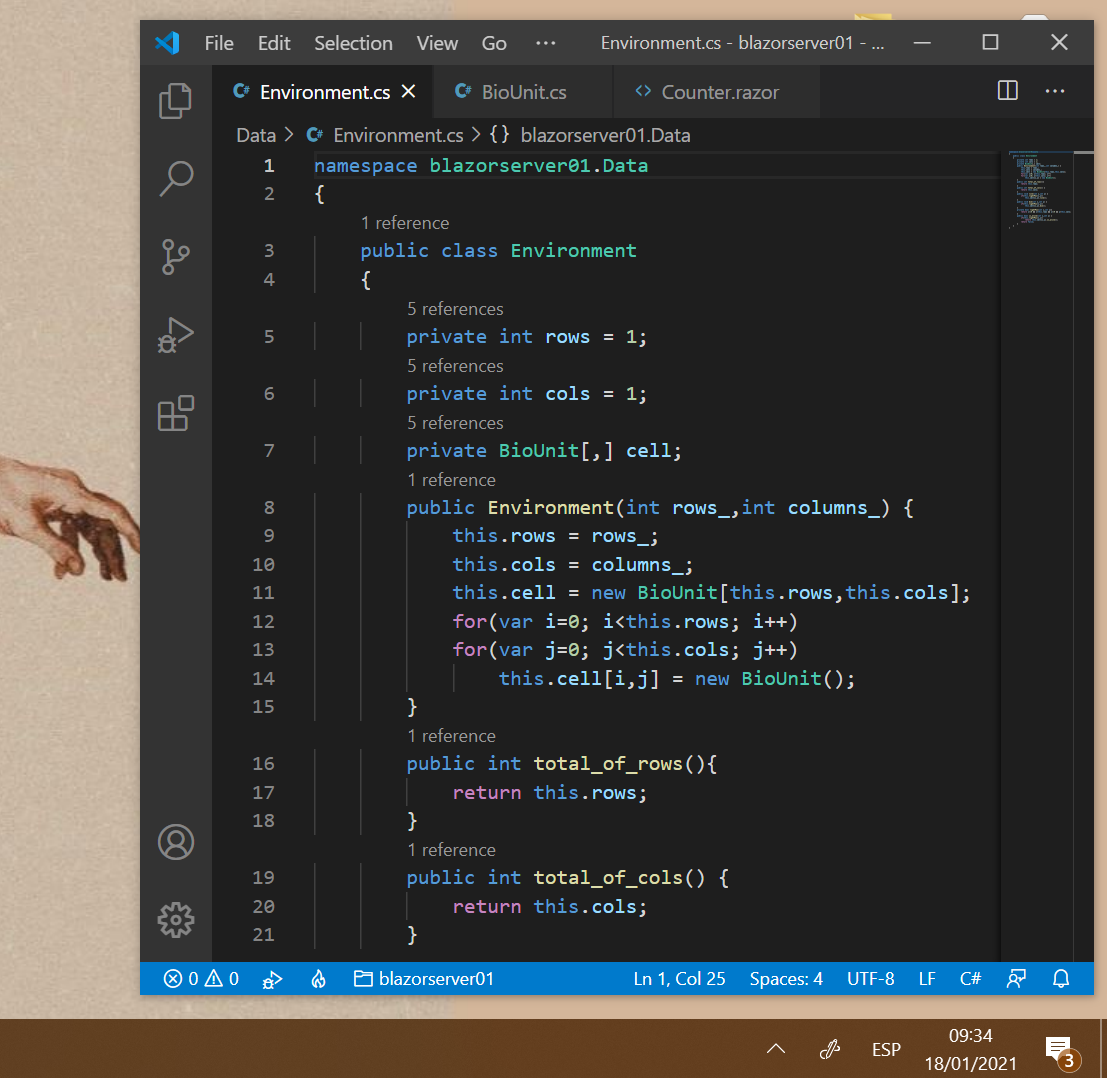 File Edit Selection View Go ··· Environment.cs - blazorserver01 - ...
Environment.cs BioUnit.cs Counter.razor
Data > Environment.cs > {} blazorserver01.Data
1 namespace blazorserver01.Data
2 {
1 reference
3 public class Environment
4 {
5 references
5 private int rows = 1;
5 references
6 private int cols = 1;
5 references
7 private BioUnit[,] cell;
1 reference
8 public Environment(int rows_,int columns_) {
9 this.rows = rows_;
10 this.cols = columns_;
11 this.cell = new BioUnit[this.rows,this.cols];
12 for(var i=0; i<this.rows; i++)
13 for(var j=0; j<this.cols; j++)
14 this.cell[i,j] = new BioUnit();
15 }
1 reference
16 public int total_of_rows(){
17 return this.rows;
18 }
1 reference
19 public int total_of_cols() {
20 return this.cols;
21 }
0 0 blazorserver01 Ln 1, Col 25 Spaces: 4 UTF-8 LF C#
ESP 09:34
18/01/2021 3